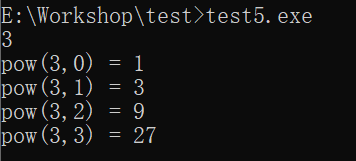 E:\Workshop\test>test5.exe
3
pow(3,0) = 1
pow(3,1) = 3
pow(3,2) = 9
pow(3,3) = 27